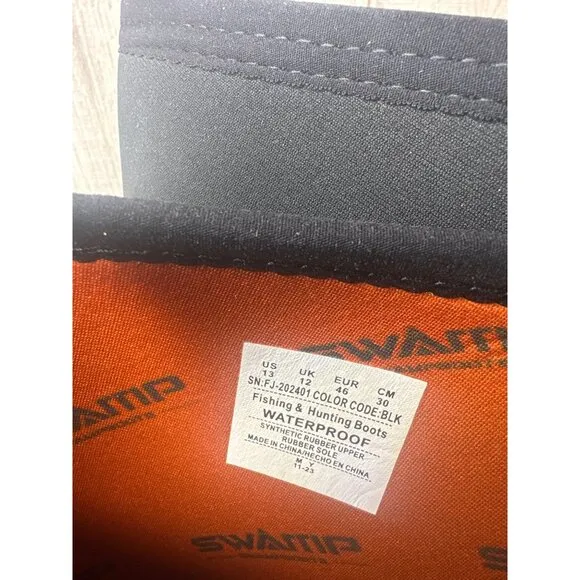 SWAMP
SWAMP
US UK EUR CM
13 12 46 30
SN:FJ-202401 COLOR CODE:BLK
Fishing & Hunting Boots
WATERPROOF
SYNTHETIC RUBBER UPPER
RUBBER SOLE
MADE IN CHINA/HECHO EN CHINA
M Y
11-23
SWAMP